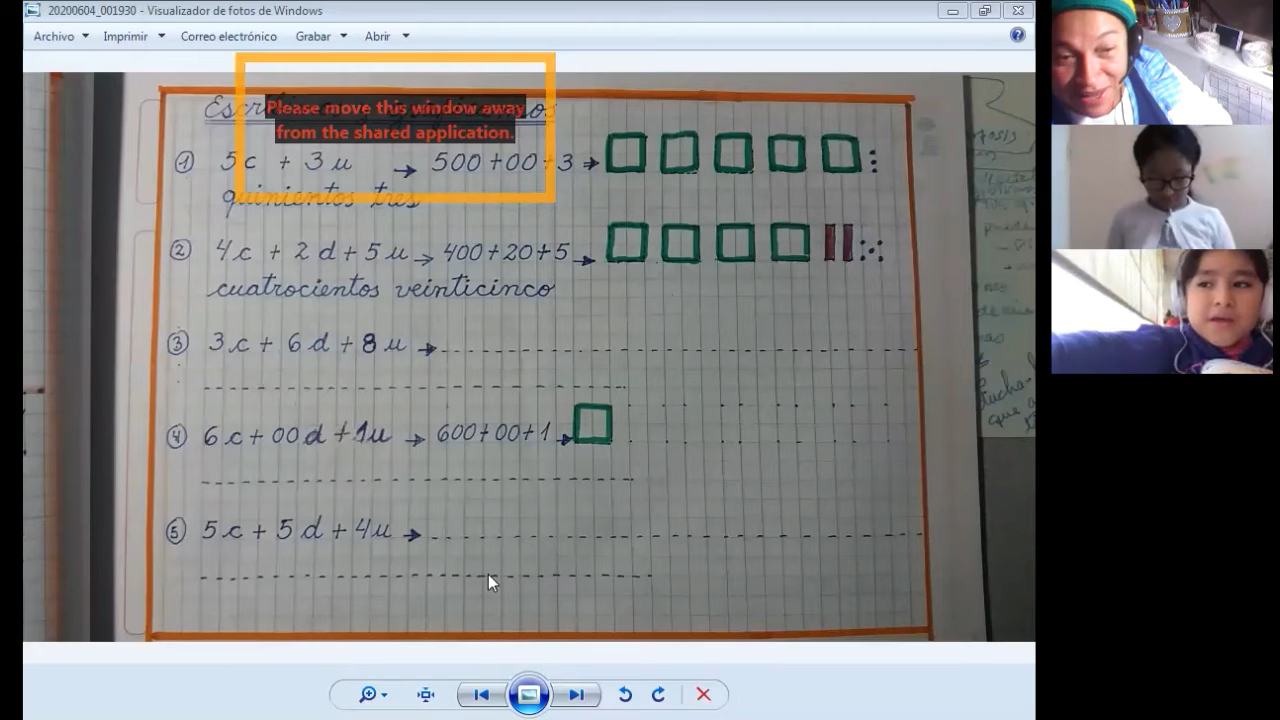 20200604_001930 - Visualizador de fotos de Windows
Archivo Imprimir Correo electrónico Grabar Abrir
Please move this window away
from the shared application.
① 5c + 3u → 500 +00+3 →
quinientos tres
② 4c + 2d + 5u → 400+20+5 →
cuatrocientos veinticinco
③ 3c + 6d + 8u →
④ 6c + 00d + 1u → 600+00+1 →
⑤ 5c + 5d + 4u →